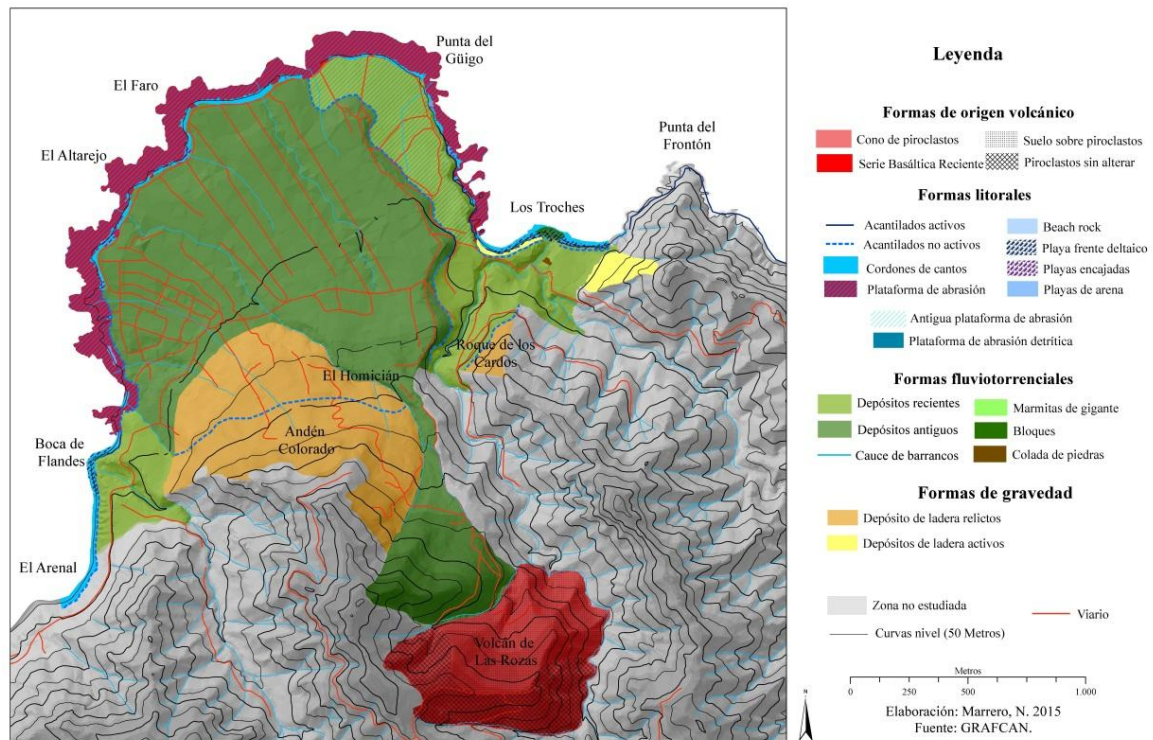 Punta del
Güigo
El Faro
Punta del
Frontón
El Altarejo
Los Troches
Roque de los
Cardos
El Homicián
Andén
Colorado
Boca de
Flandes
El Arenal
Volcán de
Las Rozas
Leyenda
Formas de origen volcánico
Cono de piroclastos
Suelo sobre piroclastos
Serie Basáltica Reciente
Piroclastos sin alterar
Formas litorales
Acantilados activos
Beach rock
Acantilados no activos
Playa frente deltaico
Cordones de cantos
Playas encajadas
Plataforma de abrasión
Playas de arena
Antigua plataforma de abrasión
Plataforma de abrasión detrítica
Formas fluviotorrenciales
Depósitos recientes
Marmitas de gigante
Depósitos antiguos
Bloques
Cauce de barrancos
Colada de piedras
Formas de gravedad
Depósito de ladera relictos
Depósitos de ladera activos
Zona no estudiada
Viario
Curvas nivel (50 Metros)
Metros
0 250 500 1.000
N
Elaboración: Marrero, N. 2015
Fuente: GRAFCAN.